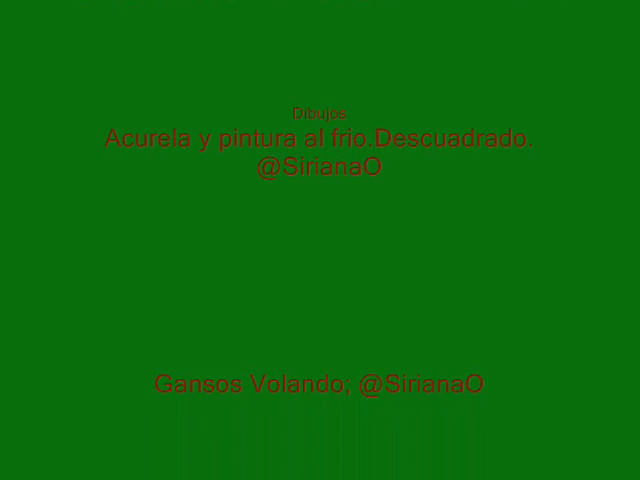 Dibujos
Acurela y pintura al frio.Descuadrado.
@SirianaO
Gansos Volando; @SirianaO